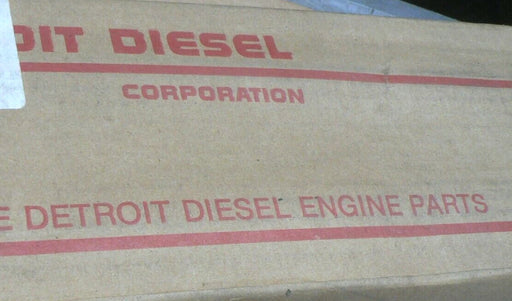 OIT DIESEL
CORPORATION
E DETROIT DIESEL ENGINE PARTS